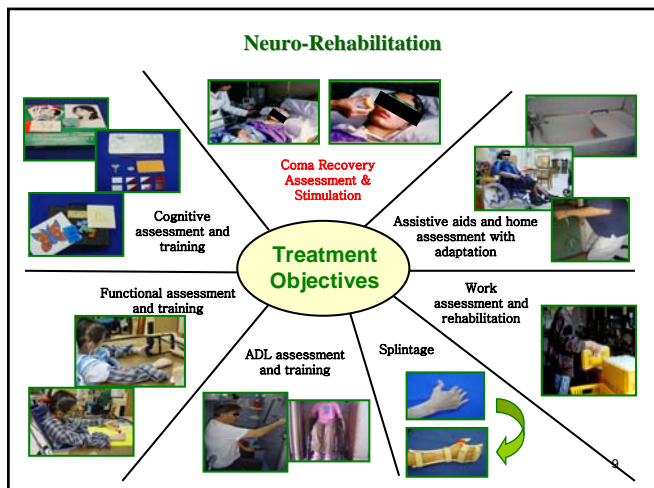 Neuro-Rehabilitation
Coma Recovery
Assessment &
Stimulation
Cognitive
assessment and
training
Assistive aids and home
assessment with
adaptation
Treatment
Objectives
Functional assessment
and training
Work
assessment and
rehabilitation
ADL assessment
and training
Splintage
9